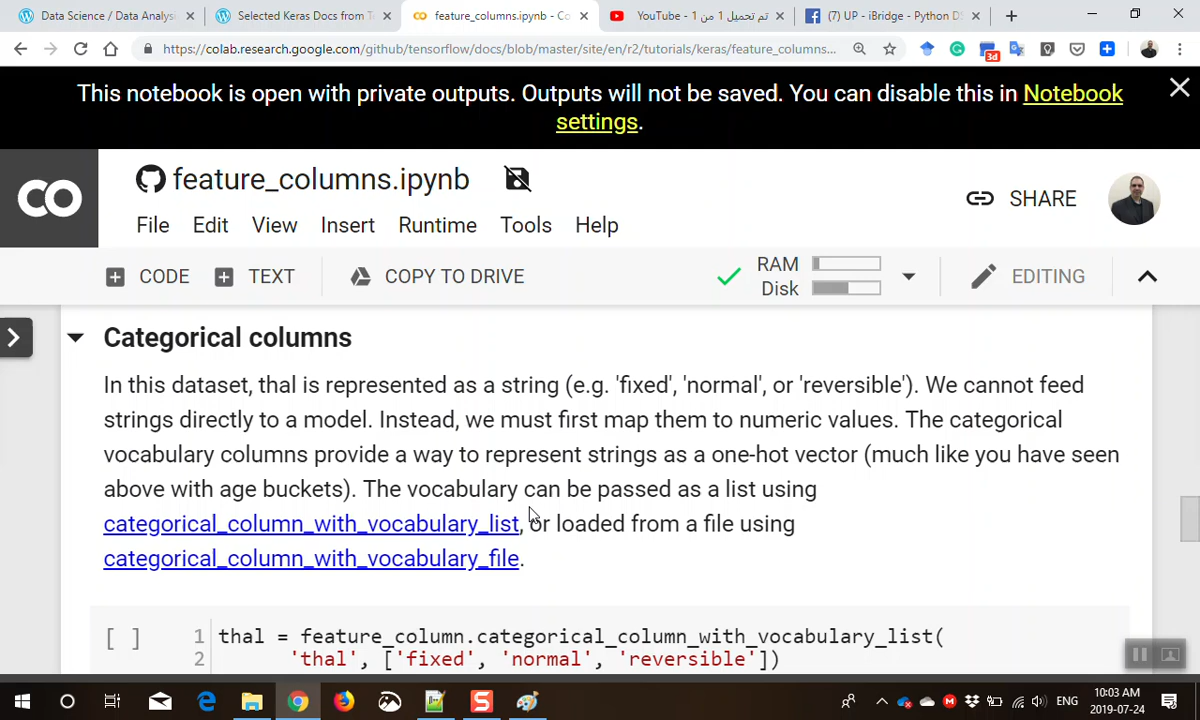 Data Science / Data Analysi
Selected Keras Docs from T
feature_columns.ipynb - Co
YouTube - تم تحميل 1 من 1
(7) UP - iBridge - Python DS
https://colab.research.google.com/github/tensorflow/docs/blob/master/site/en/r2/tutorials/keras/feature_columns...
3d
This notebook is open with private outputs. Outputs will not be saved. You can disable this in Notebook
settings.
CO
feature_columns.ipynb
SHARE
File Edit View Insert Runtime Tools Help
CODE TEXT COPY TO DRIVE RAM EDITING
Disk
Categorical columns
In this dataset, thal is represented as a string (e.g. 'fixed', 'normal', or 'reversible'). We cannot feed
strings directly to a model. Instead, we must first map them to numeric values. The categorical
vocabulary columns provide a way to represent strings as a one-hot vector (much like you have seen
above with age buckets). The vocabulary can be passed as a list using
categorical_column_with_vocabulary_list, or loaded from a file using
categorical_column_with_vocabulary_file.
[ ] 1 thal = feature_column.categorical_column_with_vocabulary_list(
2 'thal', ['fixed', 'normal', 'reversible'])
ENG
10:03 AM
2019-07-24